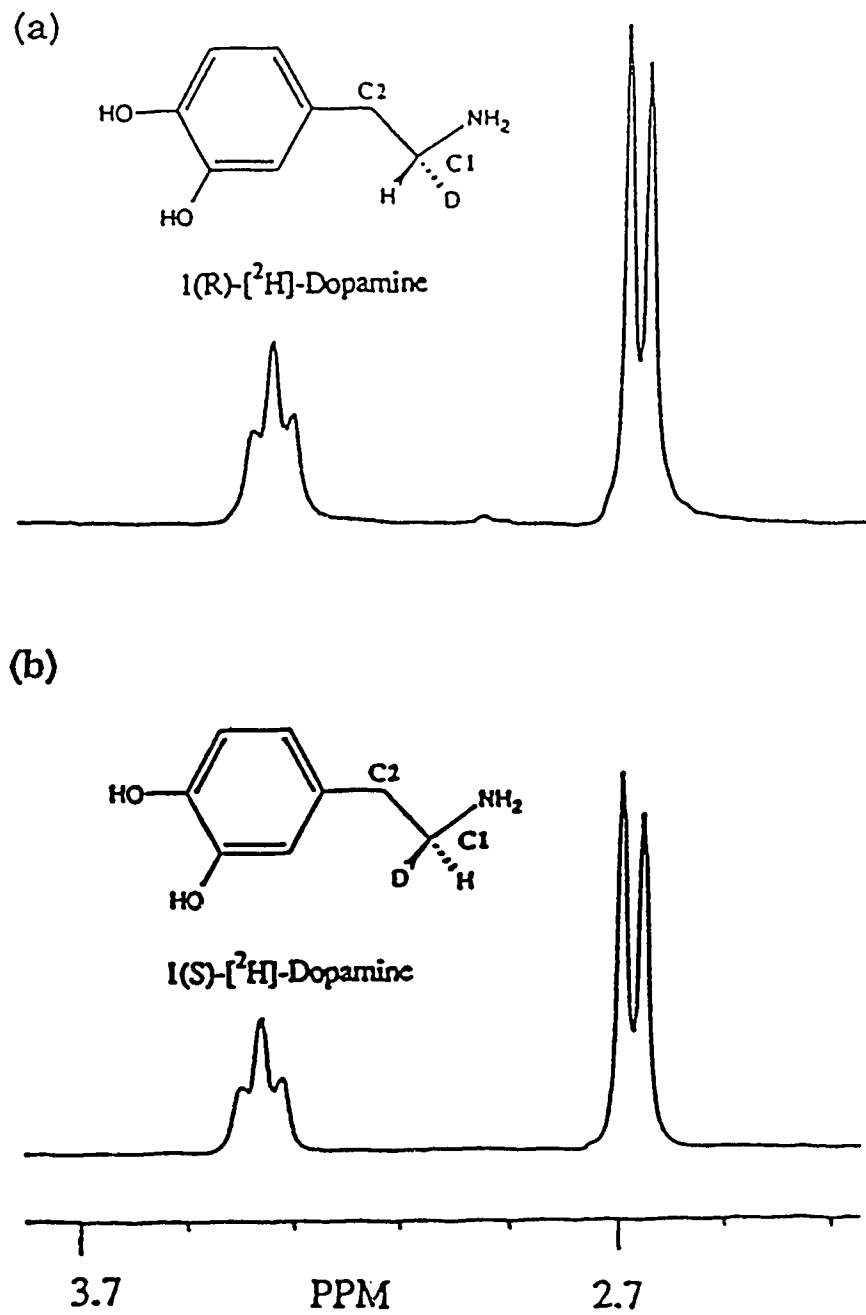 (a)
C2
HO
NH₂
C1
H
D
HO
1(R)-[²H]-Dopamine
(b)
C2
HO
NH₂
C1
D
H
HO
1(S)-[²H]-Dopamine
3.7 PPM 2.7